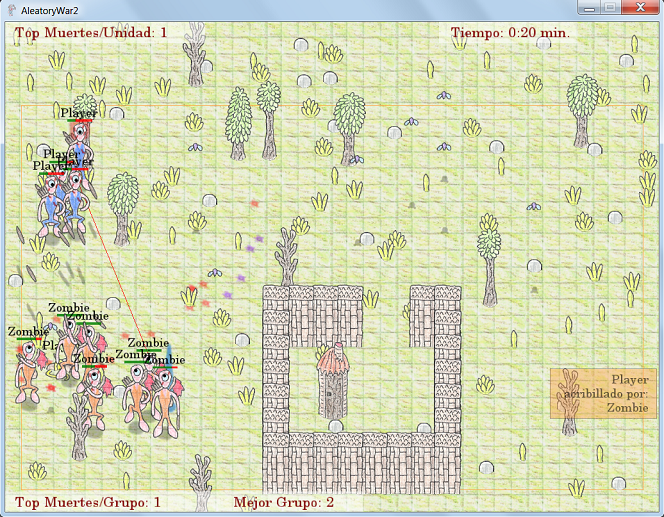 AleatoryWar2
Top Muertes/Unidad: 1
Tiempo: 0:20 min.
Player
Player
Player
Player
Zombie
Zombie
Zombie
Zombie
Zombie
Zombie
Zombie
Player
acribillado por:
Zombie
Top Muertes/Grupo: 1
Mejor Grupo: 2